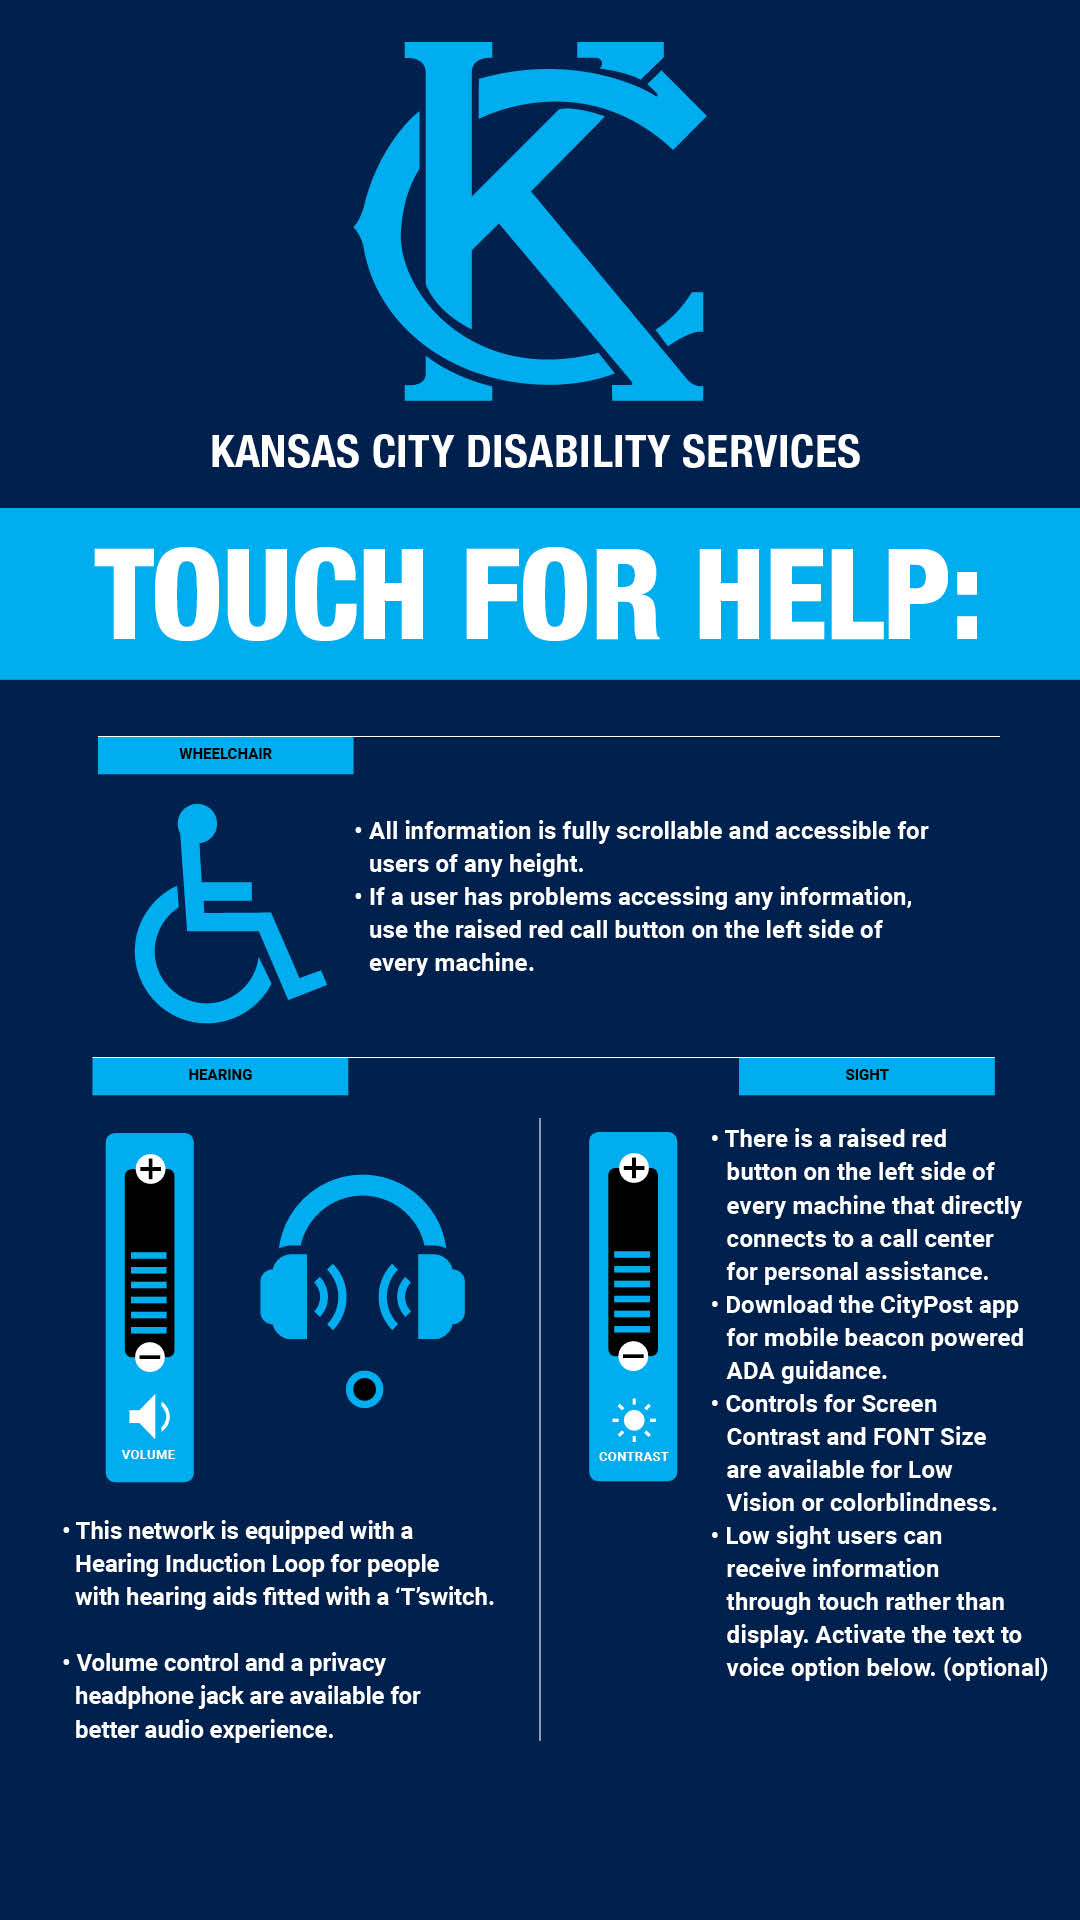 KC
KANSAS CITY DISABILITY SERVICES
TOUCH FOR HELP:
WHEELCHAIR
• All information is fully scrollable and accessible for
users of any height.
• If a user has problems accessing any information,
use the raised red call button on the left side of
every machine.
HEARING
VOLUME
• This network is equipped with a
Hearing Induction Loop for people
with hearing aids fitted with a ‘T’switch.
• Volume control and a privacy
headphone jack are available for
better audio experience.
SIGHT
CONTRAST
• There is a raised red
button on the left side of
every machine that directly
connects to a call center
for personal assistance.
• Download the CityPost app
for mobile beacon powered
ADA guidance.
• Controls for Screen
Contrast and FONT Size
are available for Low
Vision or colorblindness.
• Low sight users can
receive information
through touch rather than
display. Activate the text to
voice option below. (optional)